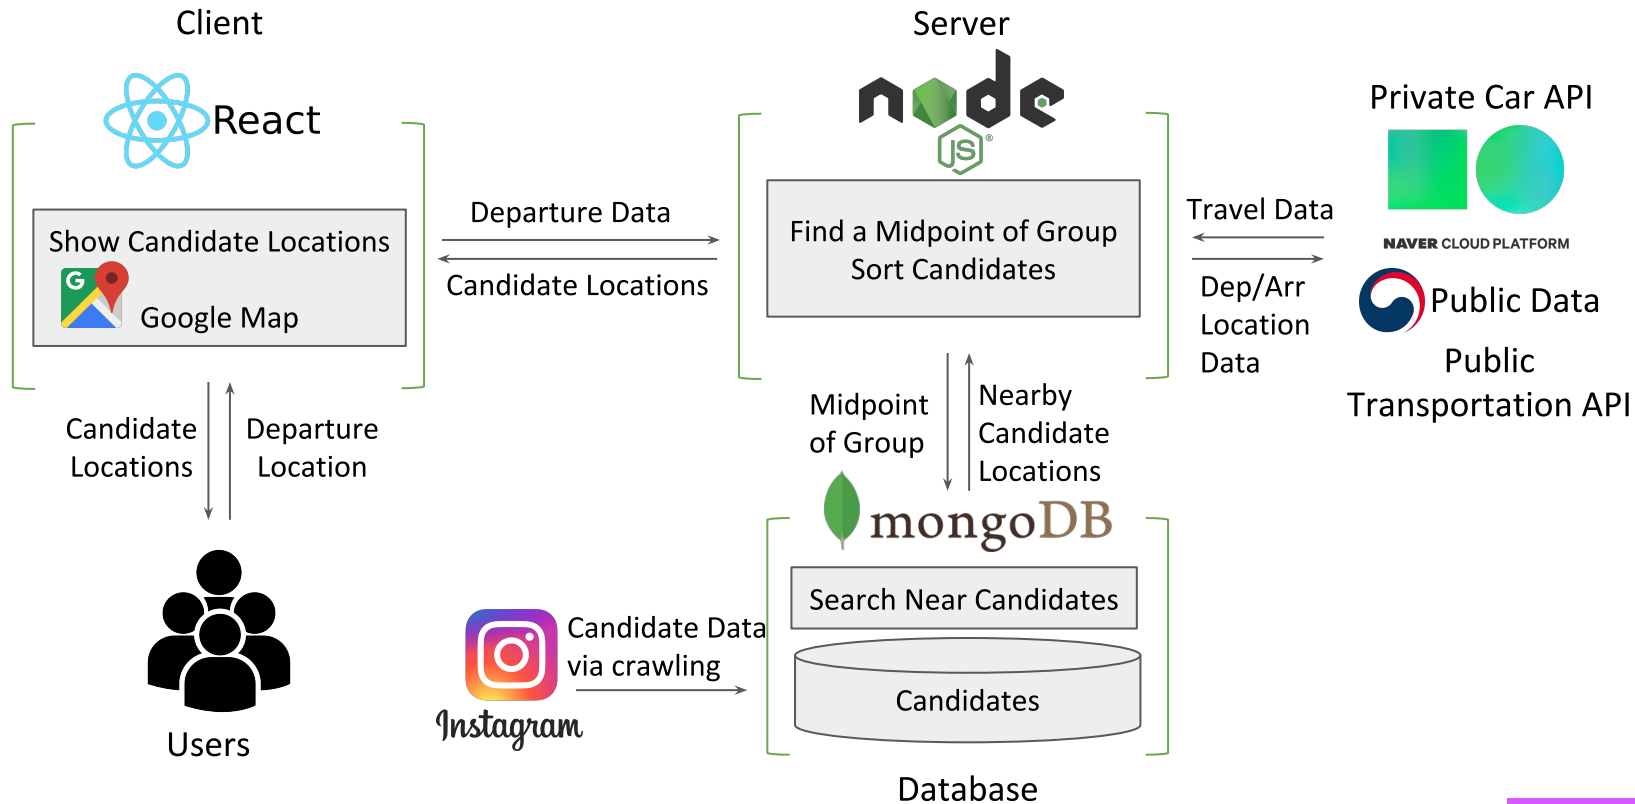 Client
React
Show Candidate Locations
G
Google Map
Candidate
Locations
Departure
Location
Users
Departure Data
Candidate Locations
Server
node
JS®
Find a Midpoint of Group
Sort Candidates
Travel Data
Dep/Arr
Location
Data
Private Car API
NAVER CLOUD PLATFORM
Public Data
Public
Transportation API
Midpoint
of Group
Nearby
Candidate
Locations
mongoDB
Search Near Candidates
Candidates
Database
Candidate Data
via crawling
Instagram